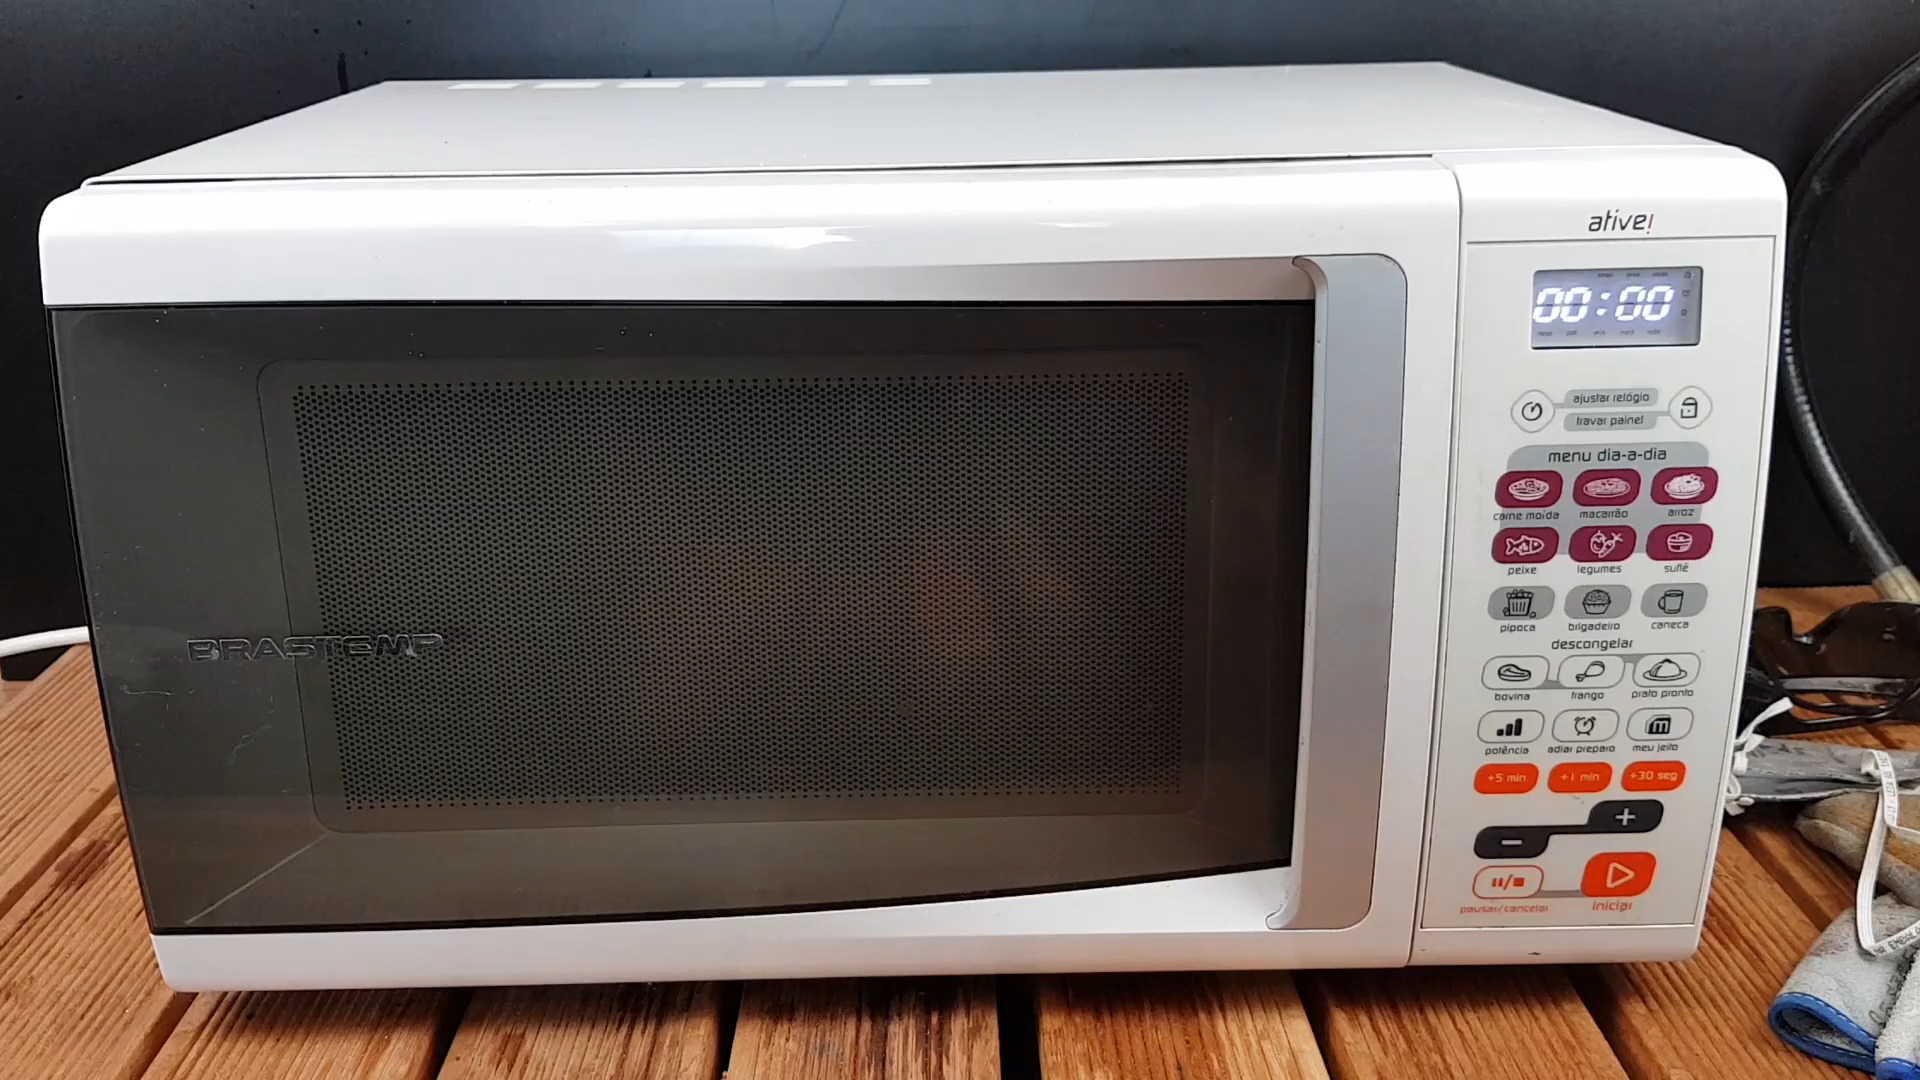 ative!
00:00
ajustar relógio
travar painel
menu dia-a-dia
carne moída macarrão arroz
peixe legumes suflê
pipoca brigadeiro caneca
descongelar
bovina frango prato pronto
potência adiar preparo meu jeito
+5 min +1 min +30 seg
+
-
pausar/cancelar iniciar
BRASTEMP